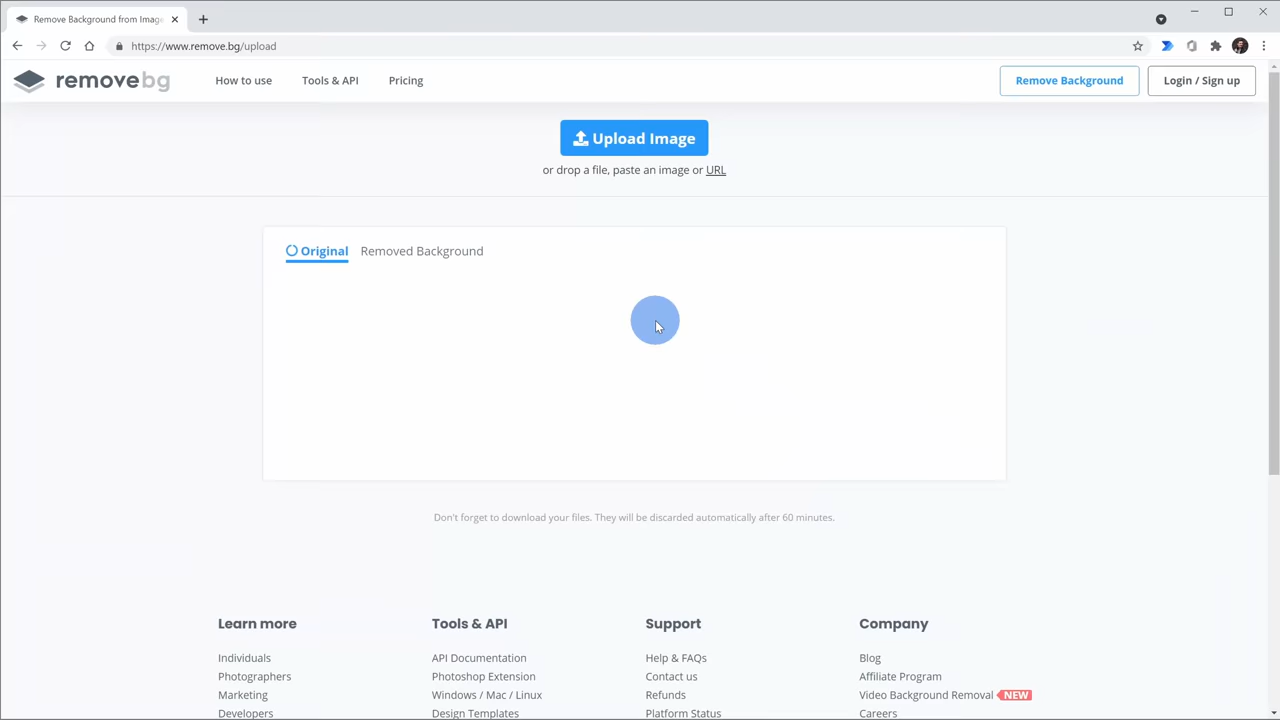 Remove Background from Imag
https://www.remove.bg/upload
removebg
How to use
Tools & API
Pricing
Remove Background
Login / Sign up
Upload Image
or drop a file, paste an image or URL
Original
Removed Background
Don't forget to download your files. They will be discarded automatically after 60 minutes.
Learn more
Tools & API
Support
Company
Individuals
API Documentation
Help & FAQs
Blog
Photographers
Photoshop Extension
Contact us
Affiliate Program
Marketing
Windows / Mac / Linux
Refunds
Video Background Removal NEW
Developers
Design Templates
Platform Status
Careers